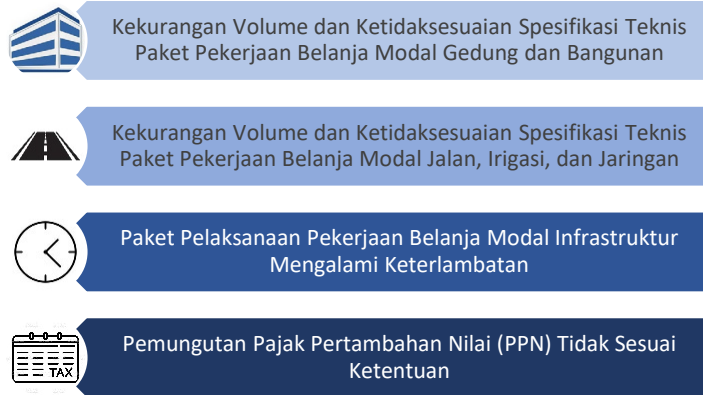 Kekurangan Volume dan Ketidaksesuaian Spesifikasi Teknis
Paket Pekerjaan Belanja Modal Gedung dan Bangunan
Kekurangan Volume dan Ketidaksesuaian Spesifikasi Teknis
Paket Pekerjaan Belanja Modal Jalan, Irigasi, dan Jaringan
Paket Pelaksanaan Pekerjaan Belanja Modal Infrastruktur
Mengalami Keterlambatan
TAX
Pemungutan Pajak Pertambahan Nilai (PPN) Tidak Sesuai
Ketentuan